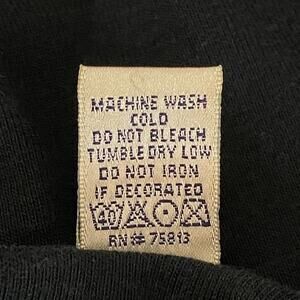 MACHINE WASH
COLD
DO NOT BLEACH
TUMBLE DRY LOW
DO NOT IRON
IF DECORATED
40
RN# 75813